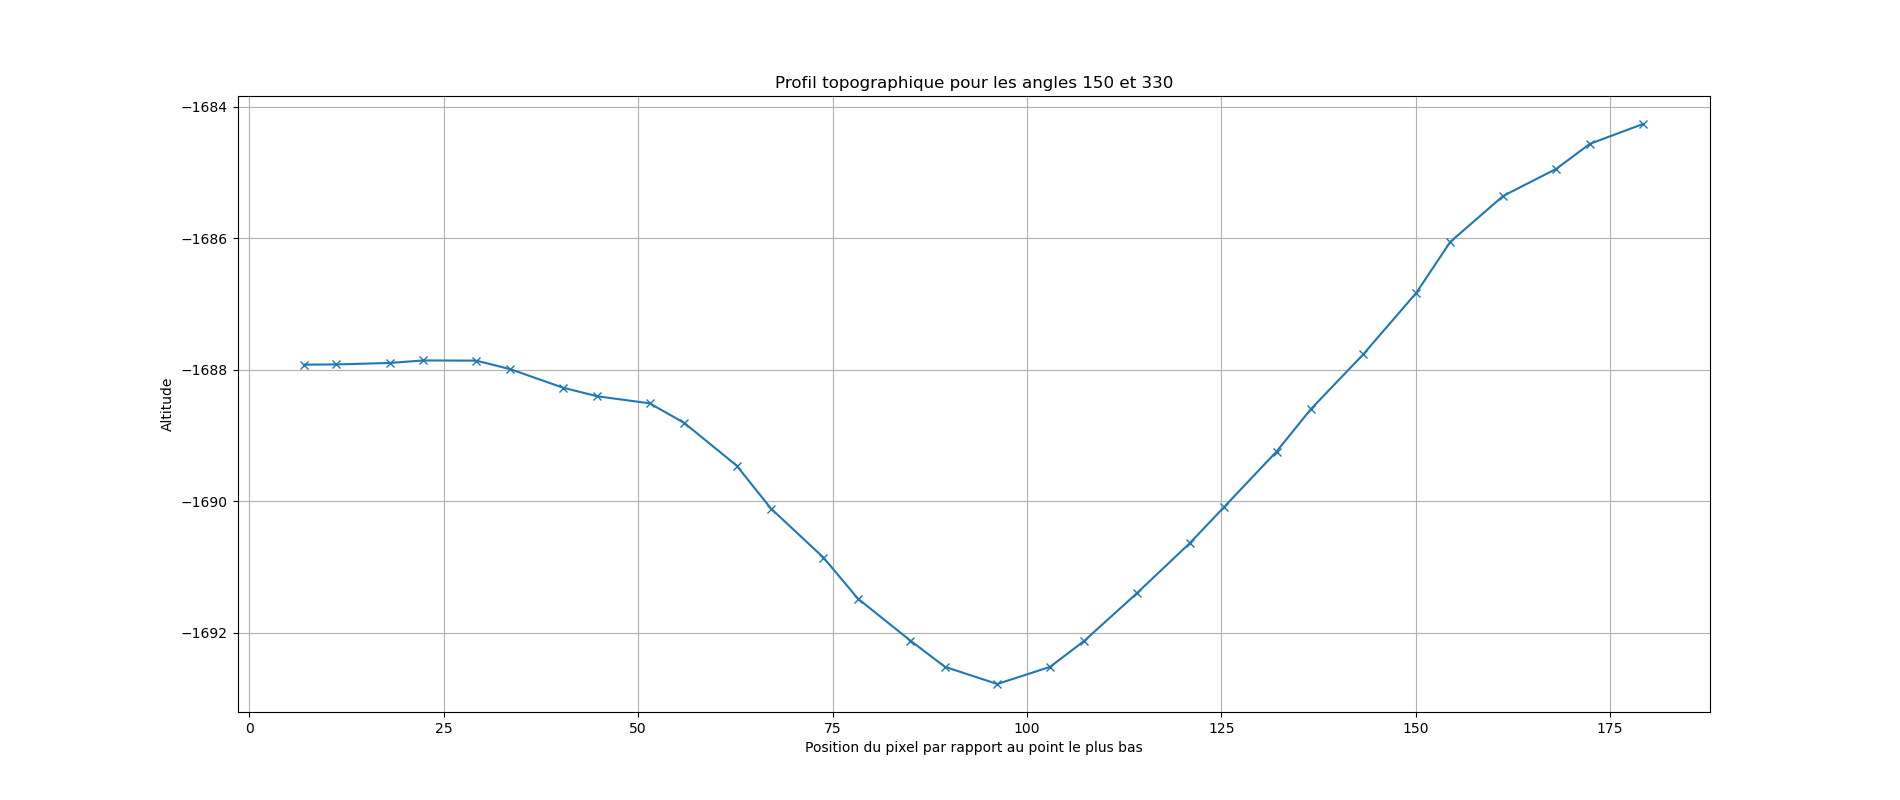 Profil topographique pour les angles 150 et 330
−1684
−1686
−1688
−1690
−1692
Altitude
0 25 50 75 100 125 150 175
Position du pixel par rapport au point le plus bas